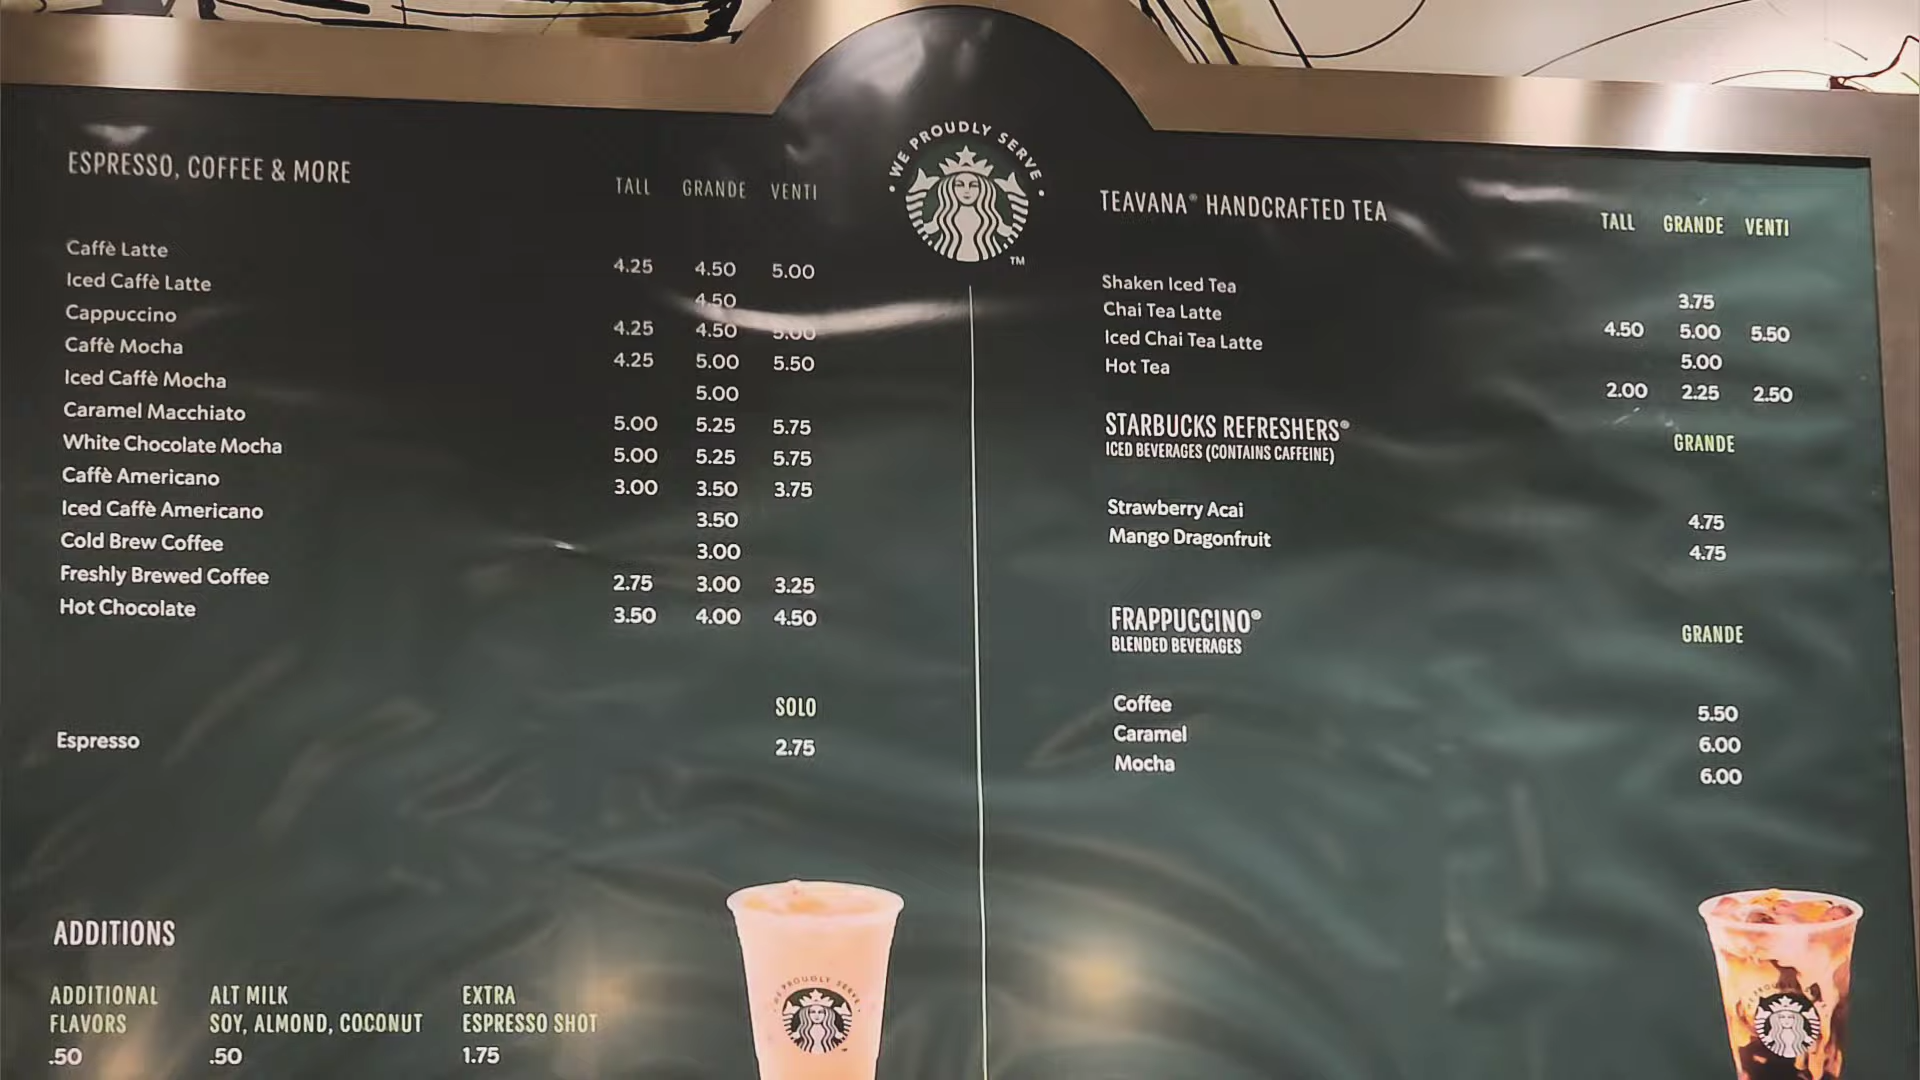 WE PROUDLY SERVE
TM
ESPRESSO, COFFEE & MORE
TALL GRANDE VENTI
Caffè Latte 4.25 4.50 5.00
Iced Caffè Latte 4.50
Cappuccino 4.25 4.50 5.00
Caffè Mocha 4.25 5.00 5.50
Iced Caffè Mocha 5.00
Caramel Macchiato 5.00 5.25 5.75
White Chocolate Mocha 5.00 5.25 5.75
Caffè Americano 3.00 3.50 3.75
Iced Caffè Americano 3.50
Cold Brew Coffee 3.00
Freshly Brewed Coffee 2.75 3.00 3.25
Hot Chocolate 3.50 4.00 4.50
SOLO
Espresso 2.75
ADDITIONS
ADDITIONAL FLAVORS
.50
ALT MILK
SOY, ALMOND, COCONUT
.50
EXTRA
ESPRESSO SHOT
1.75
TEAVANA® HANDCRAFTED TEA
TALL GRANDE VENTI
Shaken Iced Tea 3.75
Chai Tea Latte 4.50 5.00 5.50
Iced Chai Tea Latte 5.00
Hot Tea 2.00 2.25 2.50
STARBUCKS REFRESHERS®
ICED BEVERAGES (CONTAINS CAFFEINE)
GRANDE
Strawberry Acai 4.75
Mango Dragonfruit 4.75
FRAPPUCCINO®
BLENDED BEVERAGES
GRANDE
Coffee 5.50
Caramel 6.00
Mocha 6.00
WE PROUDLY SERVE